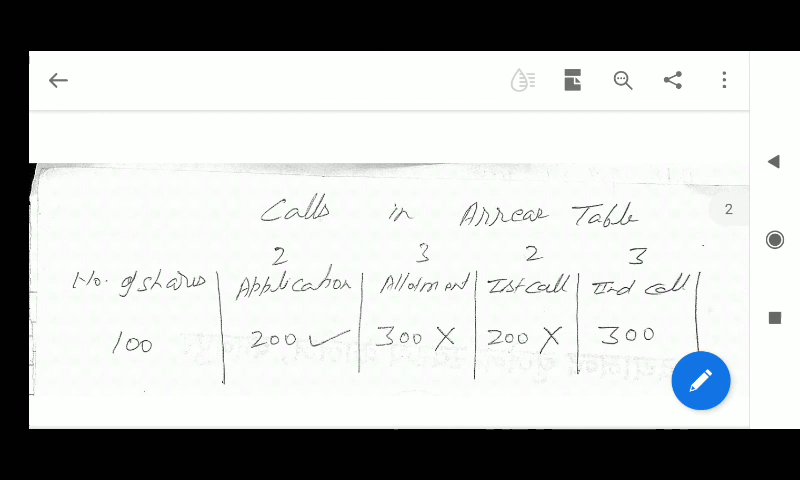 2
Calls in Arrear Table
2 3 2 3
No. of shares Application Allotment Ist call IInd call
100 200 ✓ 300 X 200 X 300